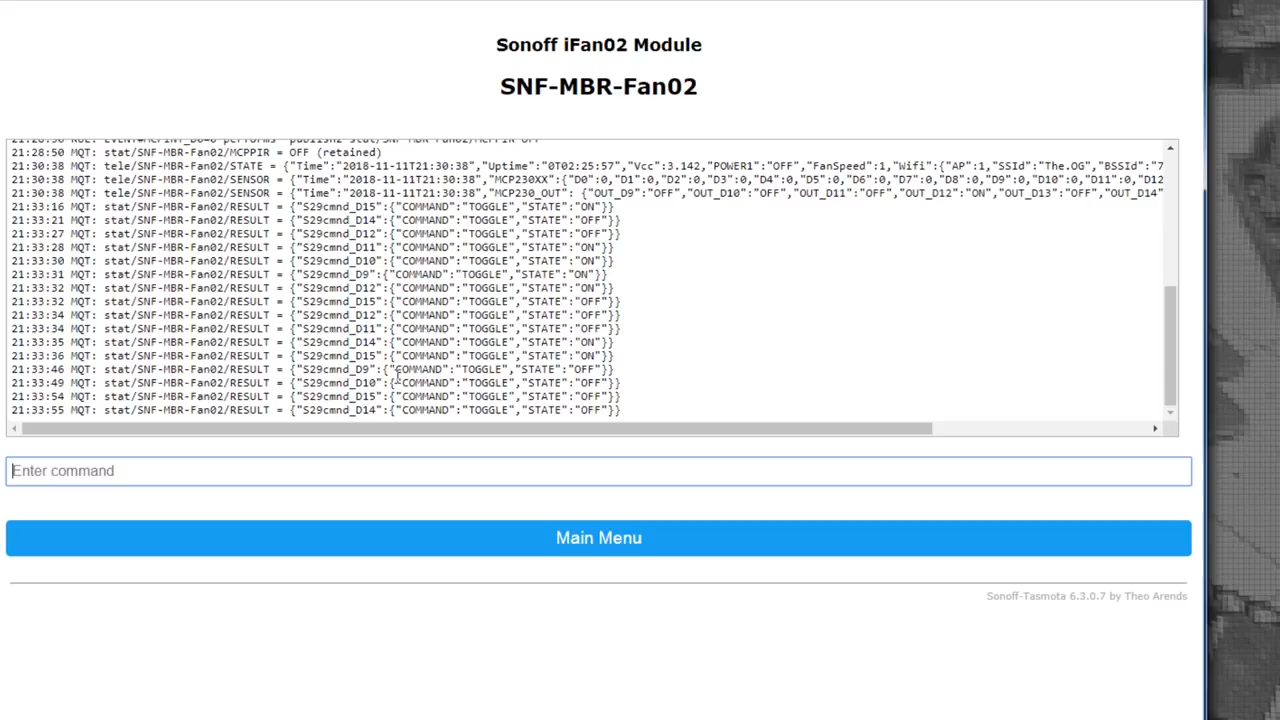 Sonoff iFan02 Module
SNF-MBR-Fan02
21:28:50 MQT: stat/SNF-MBR-Fan02/MCPPIR = OFF (retained)
21:30:38 MQT: tele/SNF-MBR-Fan02/STATE = {"Time":"2018-11-11T21:30:38","Uptime":"0T02:25:57","Vcc":3.142,"POWER1":"OFF","FanSpeed":1,"Wifi":{"AP":1,"SSId":"The.OG","BSSId":"7
21:30:38 MQT: tele/SNF-MBR-Fan02/SENSOR = {"Time":"2018-11-11T21:30:38","MCP230XX":{"D0":0,"D1":0,"D2":0,"D3":0,"D4":0,"D5":0,"D6":0,"D7":0,"D8":0,"D9":0,"D10":0,"D11":0,"D12
21:30:38 MQT: tele/SNF-MBR-Fan02/SENSOR = {"Time":"2018-11-11T21:30:38","MCP230_OUT": {"OUT_D9":"OFF","OUT_D10":"OFF","OUT_D11":"OFF","OUT_D12":"ON","OUT_D13":"OFF","OUT_D14"
21:33:16 MQT: stat/SNF-MBR-Fan02/RESULT = {"S29cmnd_D15":{"COMMAND":"TOGGLE","STATE":"ON"}}
21:33:21 MQT: stat/SNF-MBR-Fan02/RESULT = {"S29cmnd_D14":{"COMMAND":"TOGGLE","STATE":"OFF"}}
21:33:27 MQT: stat/SNF-MBR-Fan02/RESULT = {"S29cmnd_D12":{"COMMAND":"TOGGLE","STATE":"OFF"}}
21:33:28 MQT: stat/SNF-MBR-Fan02/RESULT = {"S29cmnd_D11":{"COMMAND":"TOGGLE","STATE":"ON"}}
21:33:30 MQT: stat/SNF-MBR-Fan02/RESULT = {"S29cmnd_D10":{"COMMAND":"TOGGLE","STATE":"ON"}}
21:33:31 MQT: stat/SNF-MBR-Fan02/RESULT = {"S29cmnd_D9":{"COMMAND":"TOGGLE","STATE":"ON"}}
21:33:32 MQT: stat/SNF-MBR-Fan02/RESULT = {"S29cmnd_D12":{"COMMAND":"TOGGLE","STATE":"ON"}}
21:33:32 MQT: stat/SNF-MBR-Fan02/RESULT = {"S29cmnd_D15":{"COMMAND":"TOGGLE","STATE":"OFF"}}
21:33:34 MQT: stat/SNF-MBR-Fan02/RESULT = {"S29cmnd_D12":{"COMMAND":"TOGGLE","STATE":"OFF"}}
21:33:34 MQT: stat/SNF-MBR-Fan02/RESULT = {"S29cmnd_D11":{"COMMAND":"TOGGLE","STATE":"OFF"}}
21:33:35 MQT: stat/SNF-MBR-Fan02/RESULT = {"S29cmnd_D14":{"COMMAND":"TOGGLE","STATE":"ON"}}
21:33:36 MQT: stat/SNF-MBR-Fan02/RESULT = {"S29cmnd_D15":{"COMMAND":"TOGGLE","STATE":"ON"}}
21:33:46 MQT: stat/SNF-MBR-Fan02/RESULT = {"S29cmnd_D9":{"COMMAND":"TOGGLE","STATE":"OFF"}}
21:33:49 MQT: stat/SNF-MBR-Fan02/RESULT = {"S29cmnd_D10":{"COMMAND":"TOGGLE","STATE":"OFF"}}
21:33:54 MQT: stat/SNF-MBR-Fan02/RESULT = {"S29cmnd_D15":{"COMMAND":"TOGGLE","STATE":"OFF"}}
21:33:55 MQT: stat/SNF-MBR-Fan02/RESULT = {"S29cmnd_D14":{"COMMAND":"TOGGLE","STATE":"OFF"}}
Enter command
Main Menu
Sonoff-Tasmota 6.3.0.7 by Theo Arends